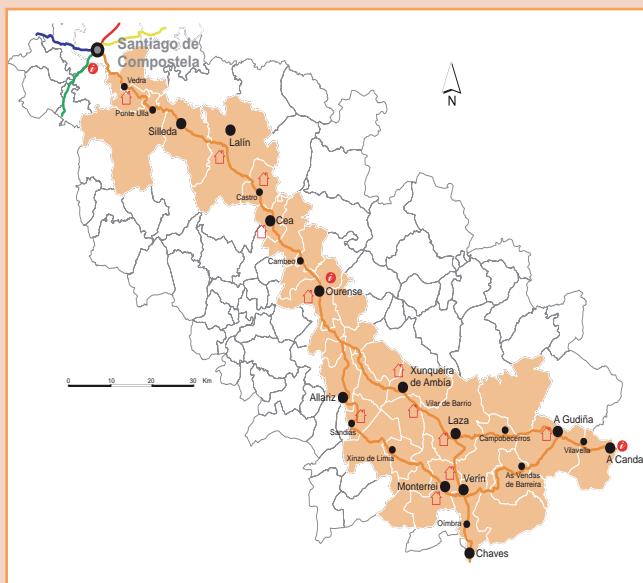 Santiago de
Compostela
i
Vedra
N
Ponte Ulla
Silleda
Lalín
Castro
Cea
Cambeo
i
Ourense
Xunqueira
de Ambía
0 10 20 30 Km
Allariz
Vilar de Barrio
Sandiás
Laza
Campobecerros
A Gudiña
Vilavella
i
A Canda
Xinzo de Limia
As Vendas
de Barreira
Monterrei
Verín
Oímbra
Chaves